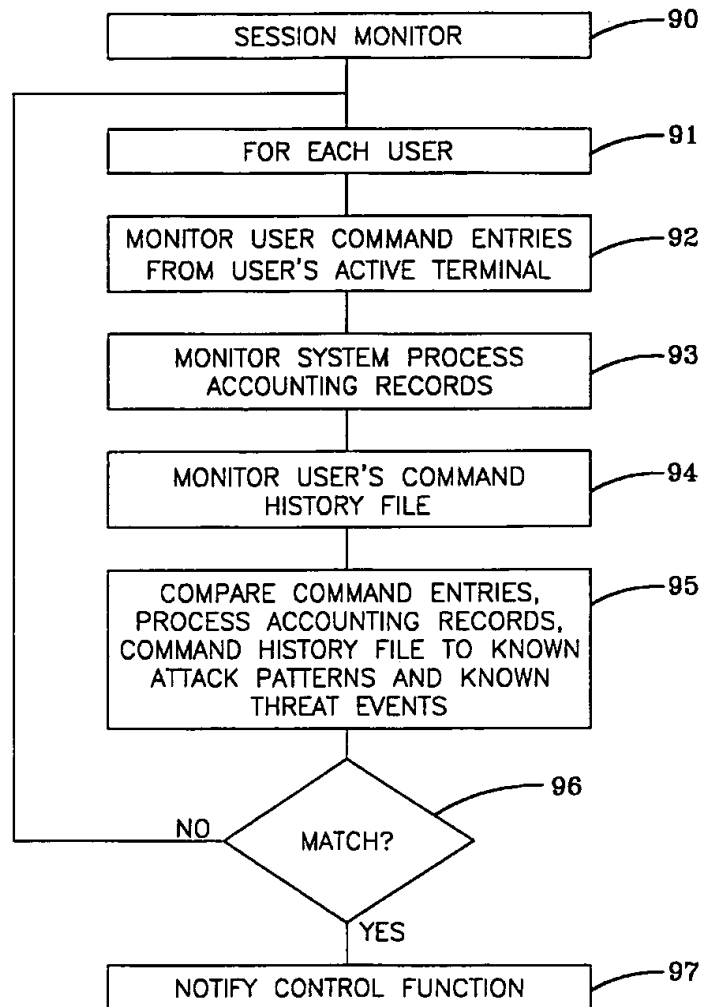 SESSION MONITOR
90
FOR EACH USER
91
MONITOR USER COMMAND ENTRIES
FROM USER'S ACTIVE TERMINAL
92
MONITOR SYSTEM PROCESS
ACCOUNTING RECORDS
93
MONITOR USER'S COMMAND
HISTORY FILE
94
COMPARE COMMAND ENTRIES,
PROCESS ACCOUNTING RECORDS,
COMMAND HISTORY FILE TO KNOWN
ATTACK PATTERNS AND KNOWN
THREAT EVENTS
95
96
NO
MATCH?
YES
NOTIFY CONTROL FUNCTION
97